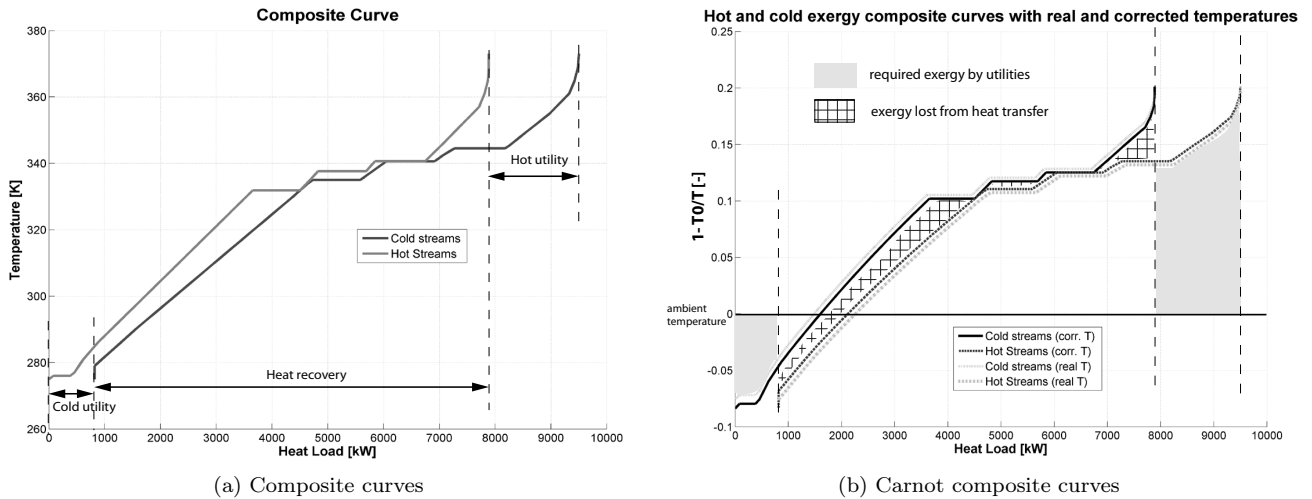 Composite Curve
380
360
340
320
300
280
260
Temperature [K]
Hot utility
Cold streams
Hot Streams
Heat recovery
Cold utility
0 1000 2000 3000 4000 5000 6000 7000 8000 9000 10000
Heat Load [kW]
(a) Composite curves
Hot and cold exergy composite curves with real and corrected temperatures
0.25
0.2
0.15
0.1
0.05
0
-0.05
-0.1
1-T0/T [-]
required exergy by utilities
exergy lost from heat transfer
ambient
temperature
Cold streams (corr. T)
Hot Streams (corr. T)
Cold streams (real T)
Hot Streams (real T)
0 1000 2000 3000 4000 5000 6000 7000 8000 9000 10000
Heat Load [kW]
(b) Carnot composite curves